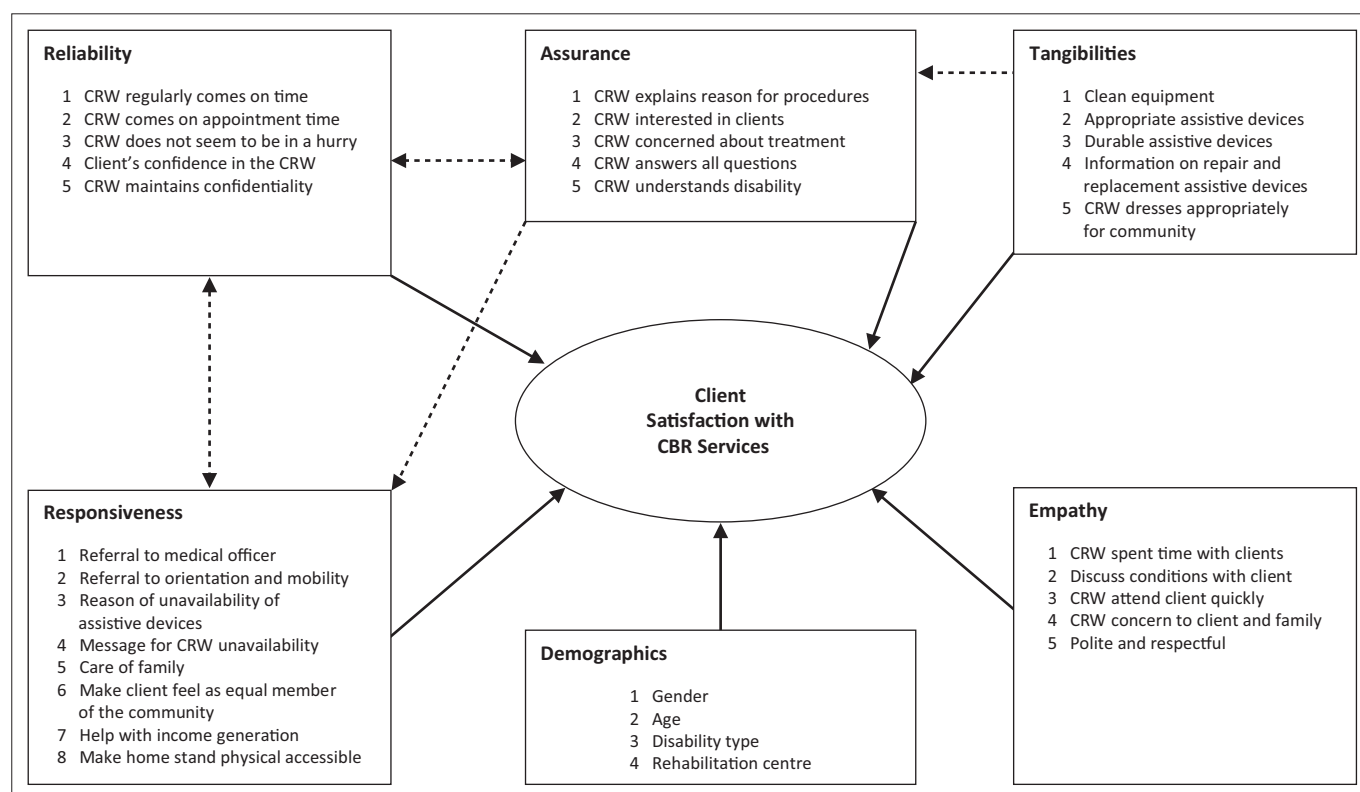 Reliability
1 CRW regularly comes on time
2 CRW comes on appointment time
3 CRW does not seem to be in a hurry
4 Client's confidence in the CRW
5 CRW maintains confidentiality
Assurance
1 CRW explains reason for procedures
2 CRW interested in clients
3 CRW concerned about treatment
4 CRW answers all questions
5 CRW understands disability
Tangibilities
1 Clean equipment
2 Appropriate assistive devices
3 Durable assistive devices
4 Information on repair and
replacement assistive devices
5 CRW dresses appropriately
for community
Client
Satisfaction with
CBR Services
Responsiveness
1 Referral to medical officer
2 Referral to orientation and mobility
3 Reason of unavailability of
assistive devices
4 Message for CRW unavailability
5 Care of family
6 Make client feel as equal member
of the community
7 Help with income generation
8 Make home stand physical accessible
Demographics
1 Gender
2 Age
3 Disability type
4 Rehabilitation centre
Empathy
1 CRW spent time with clients
2 Discuss conditions with client
3 CRW attend client quickly
4 CRW concern to client and family
5 Polite and respectful